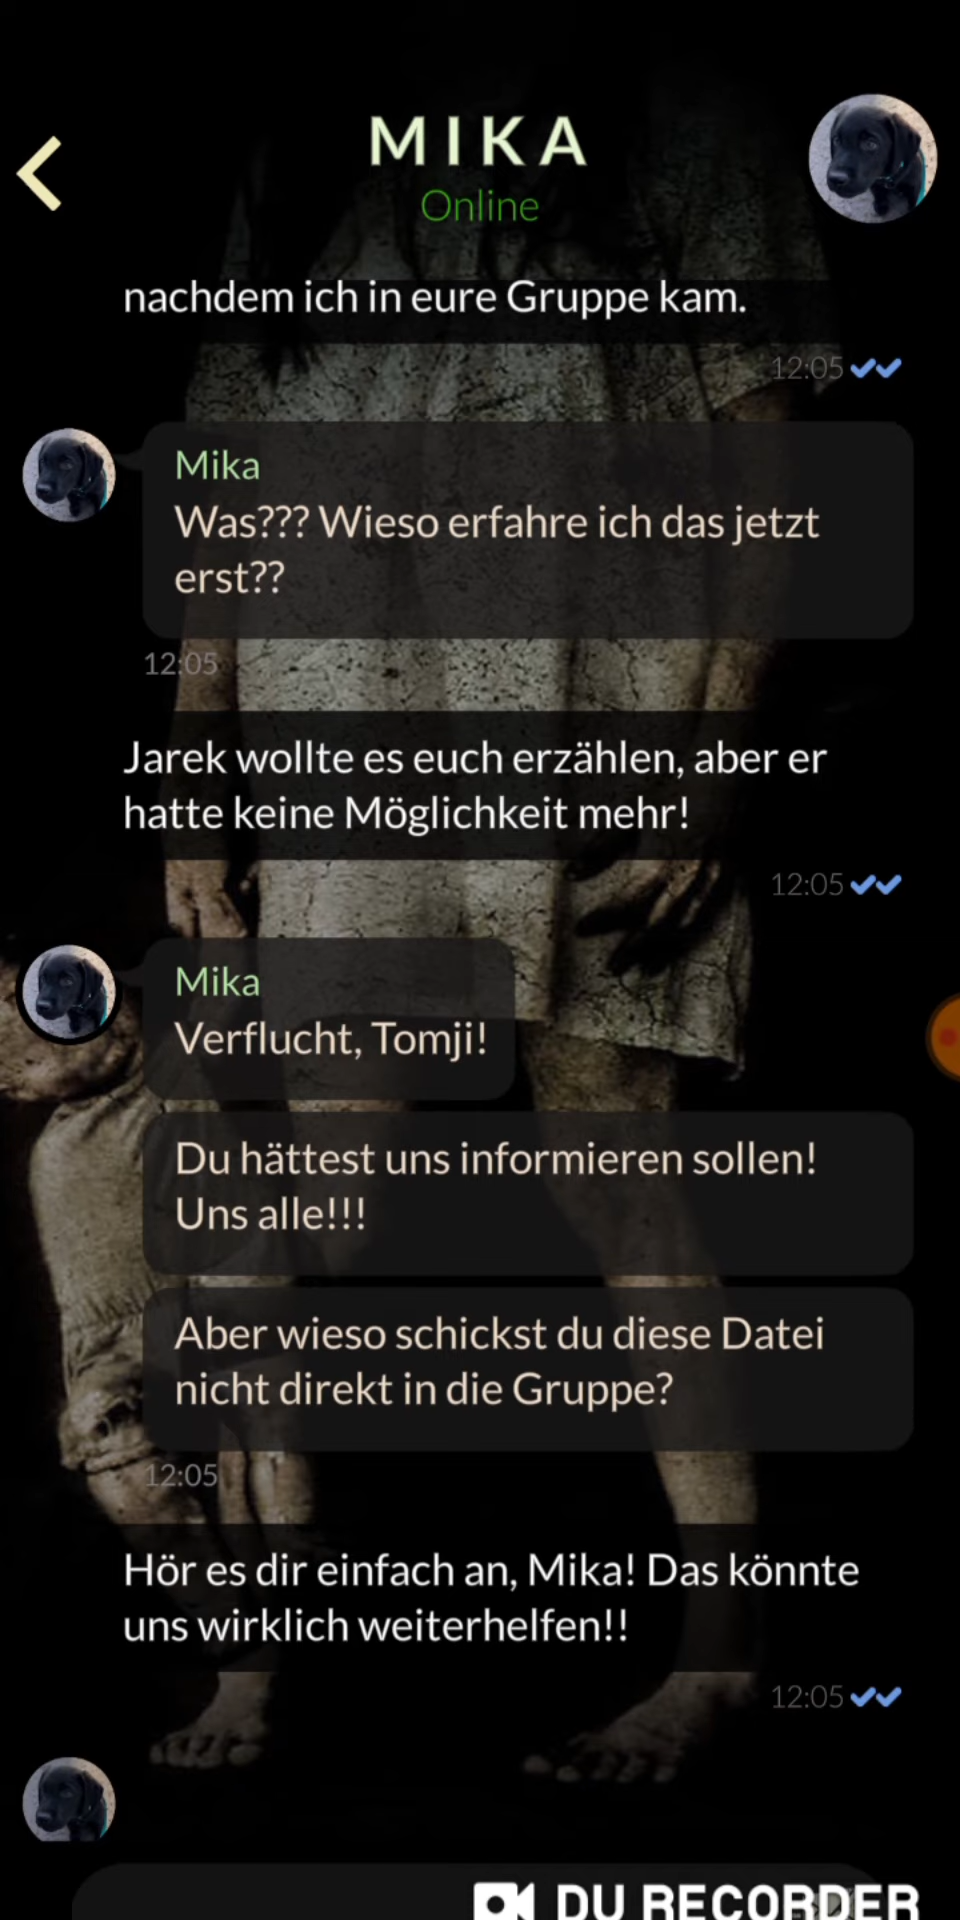 MIKA
Online
nachdem ich in eure Gruppe kam.
12:05
Mika
Was??? Wieso erfahre ich das jetzt
erst??
12:05
Jarek wollte es euch erzählen, aber er
hatte keine Möglichkeit mehr!
12:05
Mika
Verflucht, Tomji!
Du hättest uns informieren sollen!
Uns alle!!!
Aber wieso schickst du diese Datei
nicht direkt in die Gruppe?
12:05
Hör es dir einfach an, Mika! Das könnte
uns wirklich weiterhelfen!!
12:05
DU RECORDER